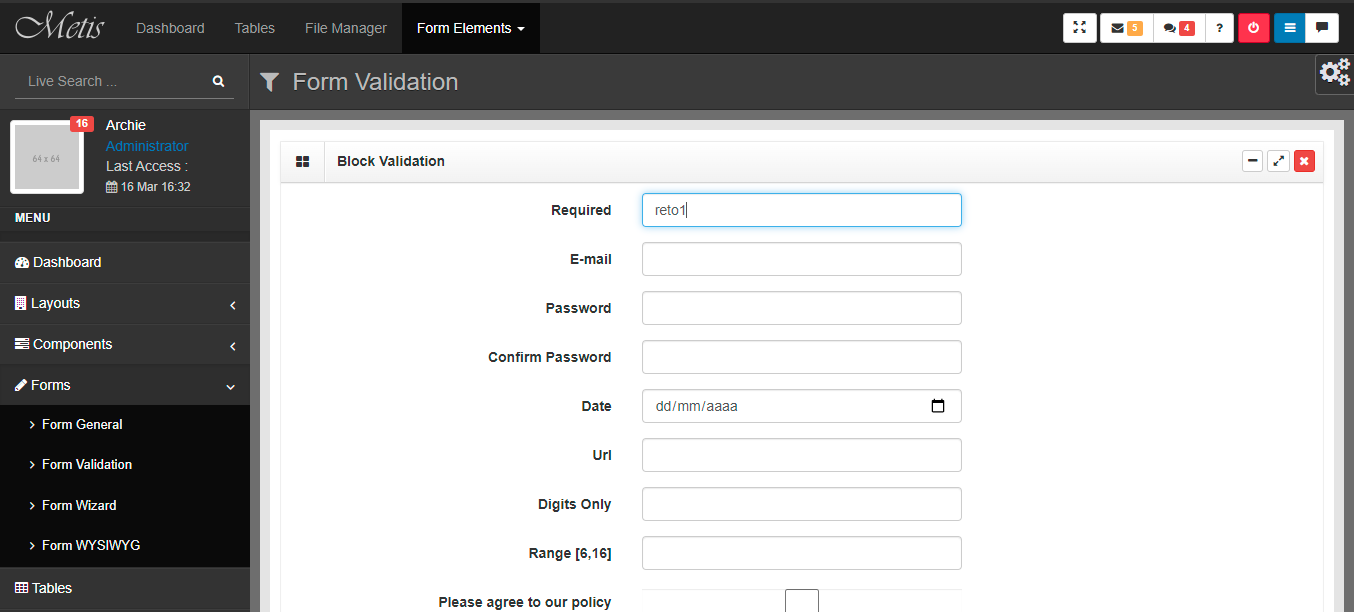 Metis Dashboard Tables File Manager Form Elements 5 4 ?
Live Search ...
Form Validation
16
64 x 64
Archie
Administrator
Last Access :
16 Mar 16:32
MENU
Dashboard
Layouts
Components
Forms
Form General
Form Validation
Form Wizard
Form WYSIWYG
Tables
Block Validation
Required reto1
E-mail
Password
Confirm Password
Date dd/mm/aaaa
Url
Digits Only
Range [6,16]
Please agree to our policy